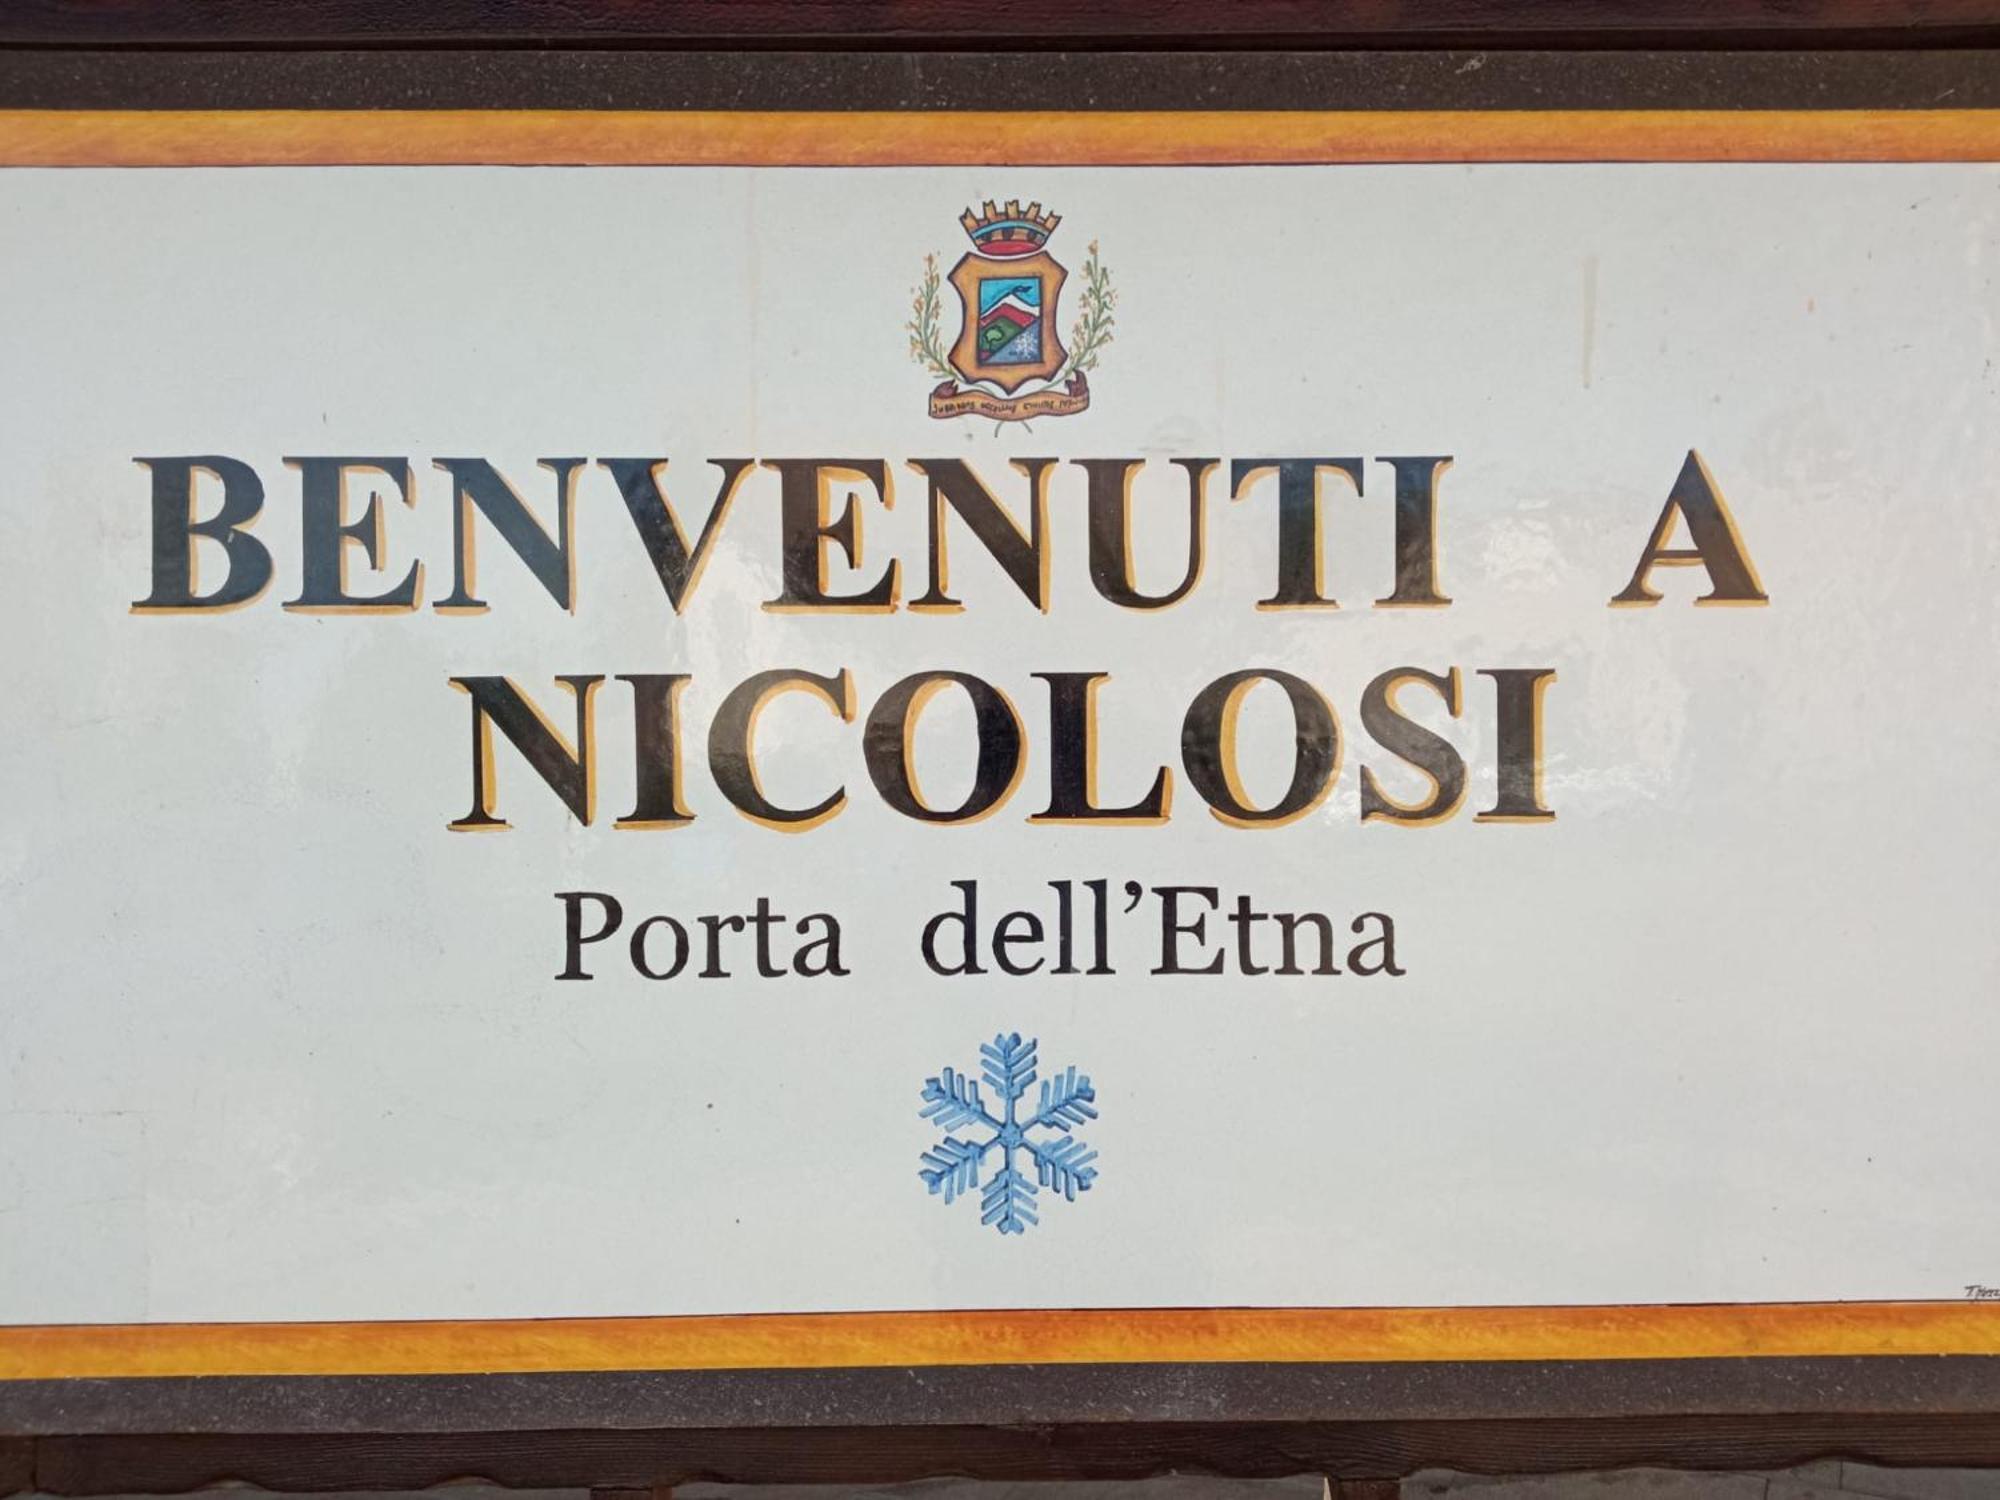 BENVENUTI A
NICOLOSI
Porta dell'Etna